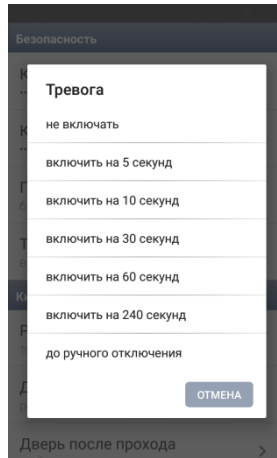 Безопасность
Тревога
не включать
включить на 5 секунд
включить на 10 секунд
включить на 30 секунд
включить на 60 секунд
включить на 240 секунд
до ручного отключения
ОТМЕНА
Дверь после прохода